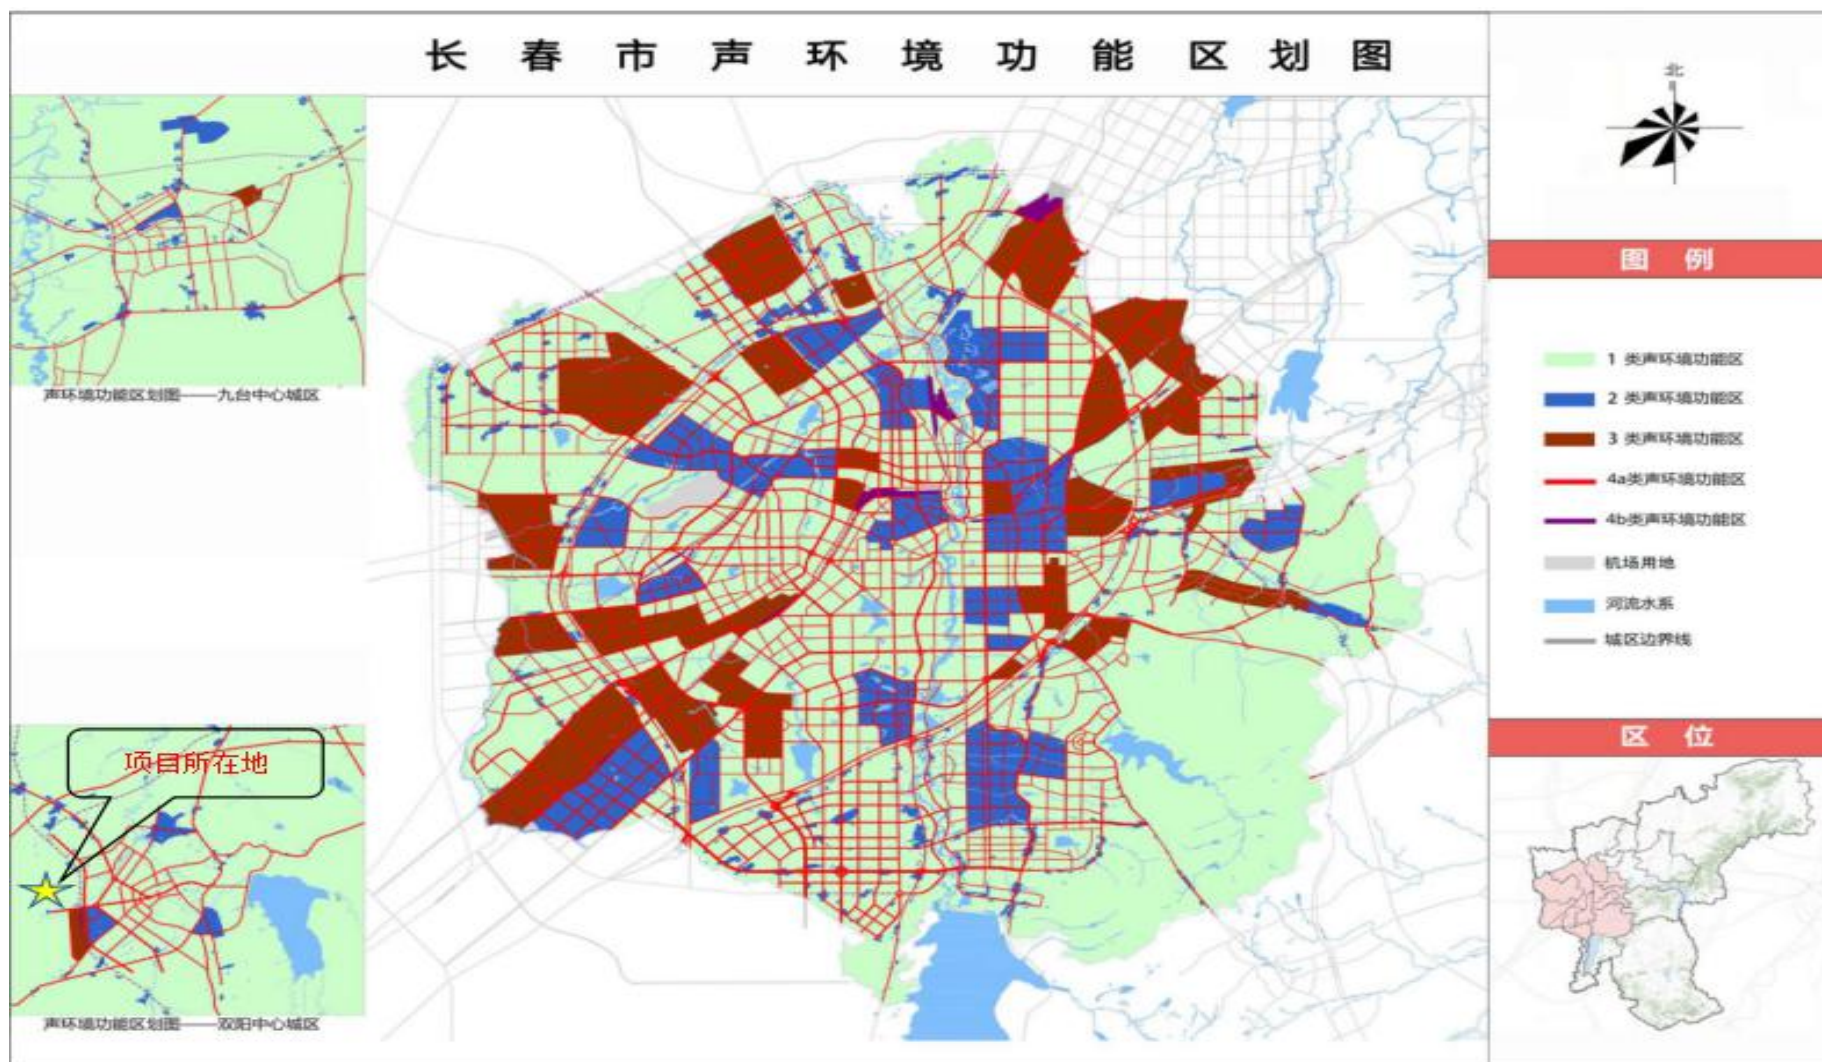 长春市声环境功能区划图
北
图例
1 类声环境功能区
2 类声环境功能区
3 类声环境功能区
4a类声环境功能区
4b类声环境功能区
机场用地
河流水系
城区边界线
区位
声环境功能区划图——九台中心城区
项目所在地
声环境功能区划图——双阳中心城区